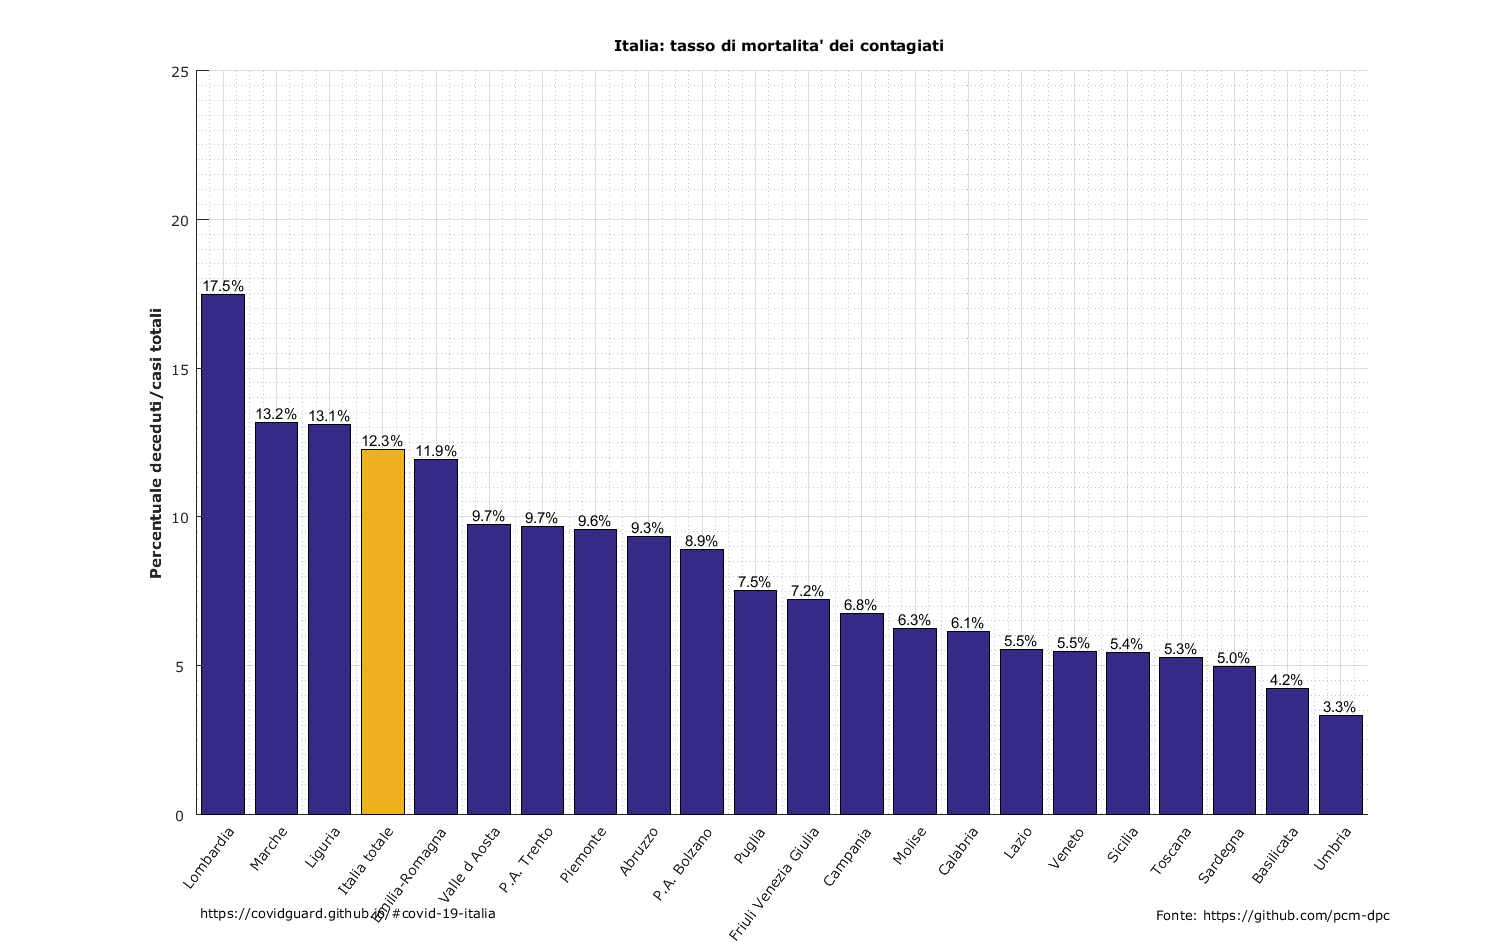 Italia: tasso di mortalita' dei contagiati
Percentuale deceduti/casi totali
25
20
15
10
5
0
17.5%
13.2%
13.1%
12.3%
11.9%
9.7%
9.7%
9.6%
9.3%
8.9%
7.5%
7.2%
6.8%
6.3%
6.1%
5.5%
5.5%
5.4%
5.3%
5.0%
4.2%
3.3%
Lombardia
Marche
Liguria
Italia totale
Emilia-Romagna
Valle d Aosta
P.A. Trento
Piemonte
Abruzzo
P.A. Bolzano
Puglia
Friuli Venezia Giulia
Campania
Molise
Calabria
Lazio
Veneto
Sicilia
Toscana
Sardegna
Basilicata
Umbria
https://covidguard.github.io/#covid-19-italia
Fonte: https://github.com/pcm-dpc